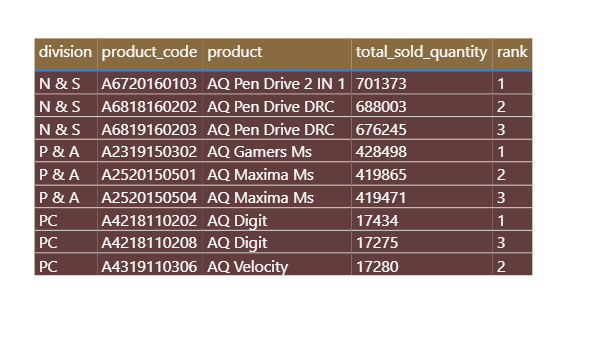 division product_code product total_sold_quantity rank
N & S A6720160103 AQ Pen Drive 2 IN 1 701373 1
N & S A6818160202 AQ Pen Drive DRC 688003 2
N & S A6819160203 AQ Pen Drive DRC 676245 3
P & A A2319150302 AQ Gamers Ms 428498 1
P & A A2520150501 AQ Maxima Ms 419865 2
P & A A2520150504 AQ Maxima Ms 419471 3
PC A4218110202 AQ Digit 17434 1
PC A4218110208 AQ Digit 17275 3
PC A4319110306 AQ Velocity 17280 2